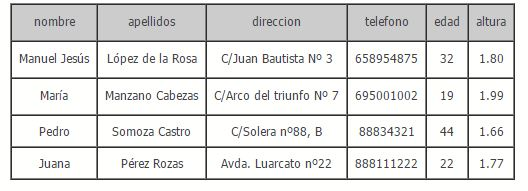 nombre apellidos direccion telefono edad altura
Manuel Jesús López de la Rosa C/Juan Bautista Nº 3 658954875 32 1.80
María Manzano Cabezas C/Arco del triunfo Nº 7 695001002 19 1.99
Pedro Somoza Castro C/Solera nº88, B 88834321 44 1.66
Juana Pérez Rozas Avda. Luarcato nº22 888111222 22 1.77